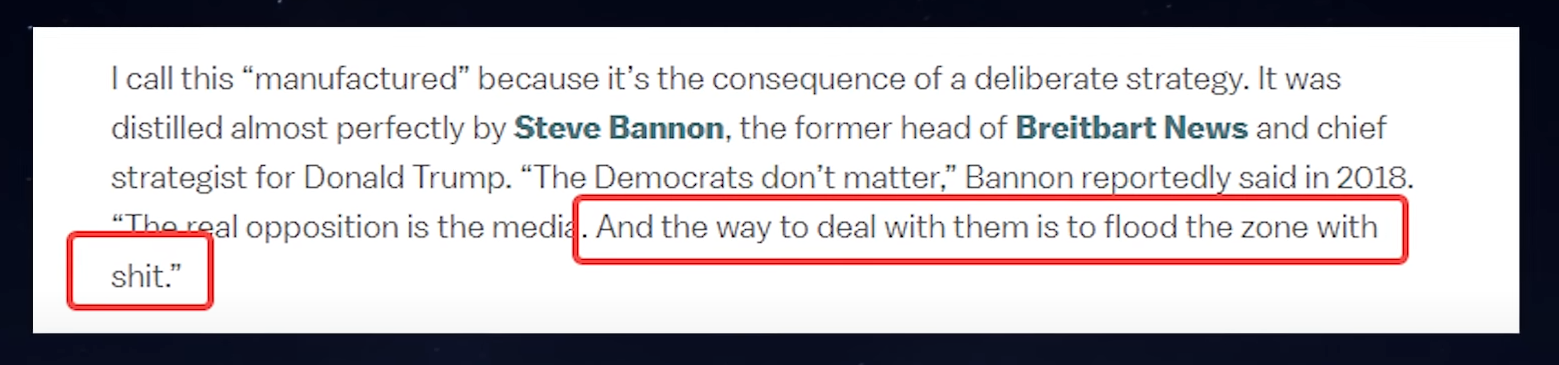 I call this “manufactured” because it’s the consequence of a deliberate strategy. It was
distilled almost perfectly by Steve Bannon, the former head of Breitbart News and chief
strategist for Donald Trump. “The Democrats don’t matter,” Bannon reportedly said in 2018.
“The real opposition is the media. And the way to deal with them is to flood the zone with
shit.”